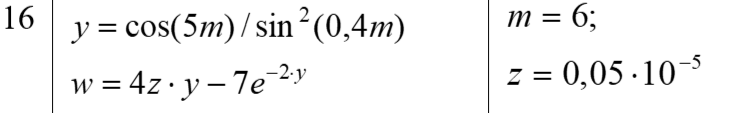 16 y = cos(5m) / sin²(0,4m) m = 6;
w = 4z · y − 7e⁻²·ʸ z = 0,05 · 10⁻⁵